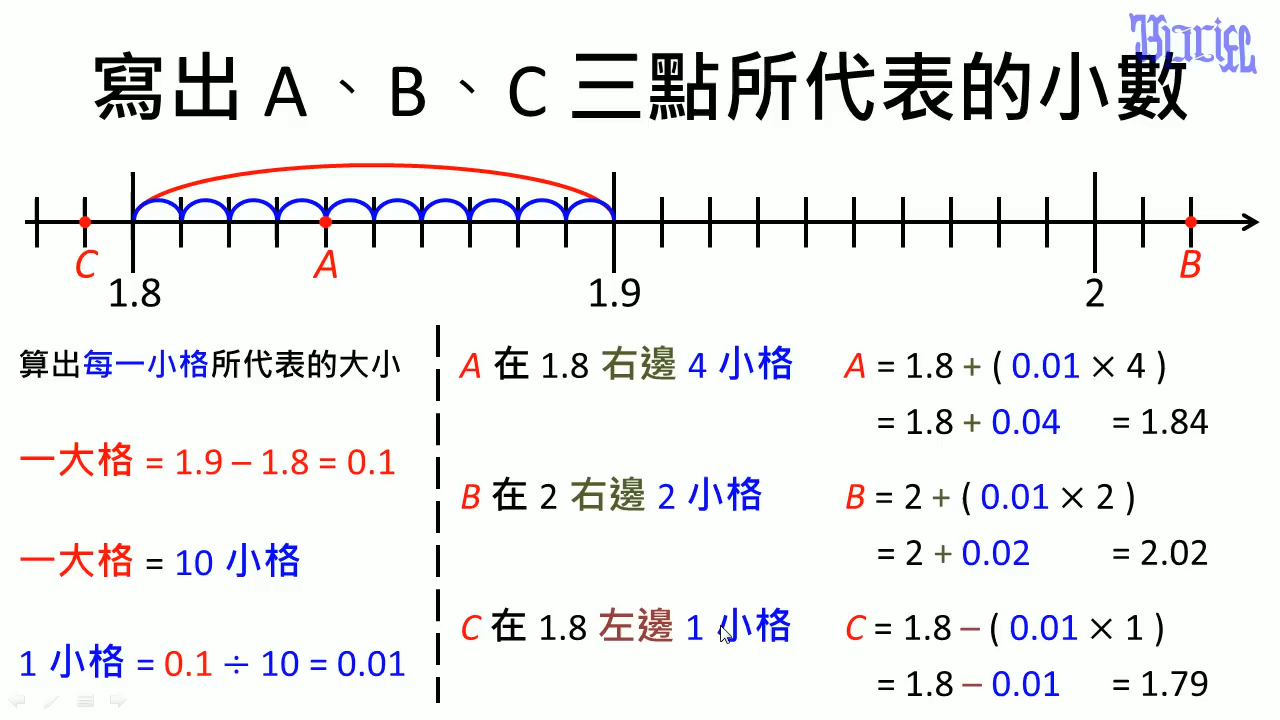 寫出 A、B、C 三點所代表的小數
C
A
B
1.8
1.9
2
算出每一小格所代表的大小
一大格 = 1.9 – 1.8 = 0.1
一大格 = 10 小格
1 小格 = 0.1 ÷ 10 = 0.01
A 在 1.8 右邊 4 小格
A = 1.8 + ( 0.01 × 4 )
= 1.8 + 0.04 = 1.84
B 在 2 右邊 2 小格
B = 2 + ( 0.01 × 2 )
= 2 + 0.02 = 2.02
C 在 1.8 左邊 1 小格
C = 1.8 – ( 0.01 × 1 )
= 1.8 – 0.01 = 1.79